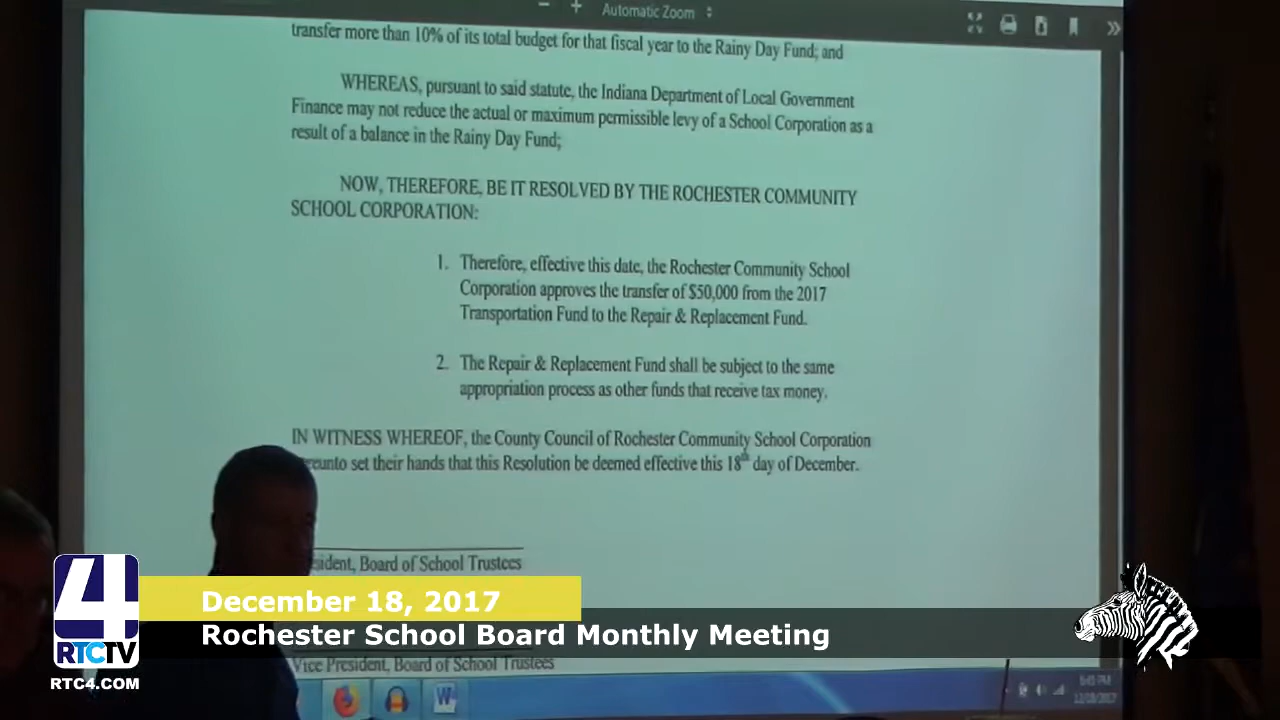 Automatic Zoom
transfer more than 10% of its total budget for that fiscal year to the Rainy Day Fund; and
WHEREAS, pursuant to said statute, the Indiana Department of Local Government
Finance may not reduce the actual or maximum permissible levy of a School Corporation as a
result of a balance in the Rainy Day Fund;
NOW, THEREFORE, BE IT RESOLVED BY THE ROCHESTER COMMUNITY
SCHOOL CORPORATION:
1. Therefore, effective this date, the Rochester Community School
Corporation approves the transfer of $50,000 from the 2017
Transportation Fund to the Repair & Replacement Fund.
2. The Repair & Replacement Fund shall be subject to the same
appropriation process as other funds that receive tax money.
IN WITNESS WHEREOF, the County Council of Rochester Community School Corporation
set their hands that this Resolution be deemed effective this 18th day of December.
Board of School Trustees
December 18, 2017
Rochester School Board Monthly Meeting
Vice President, Board of School Trustees
4
RTCTV
RTC4.COM
W